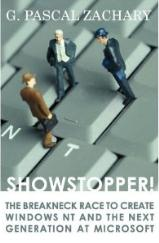 G. PASCAL ZACHARY
N T
SHOWSTOPPER!
THE BREAKNECK RACE TO CREATE
WINDOWS NT AND THE NEXT
GENERATION AT MICROSOFT